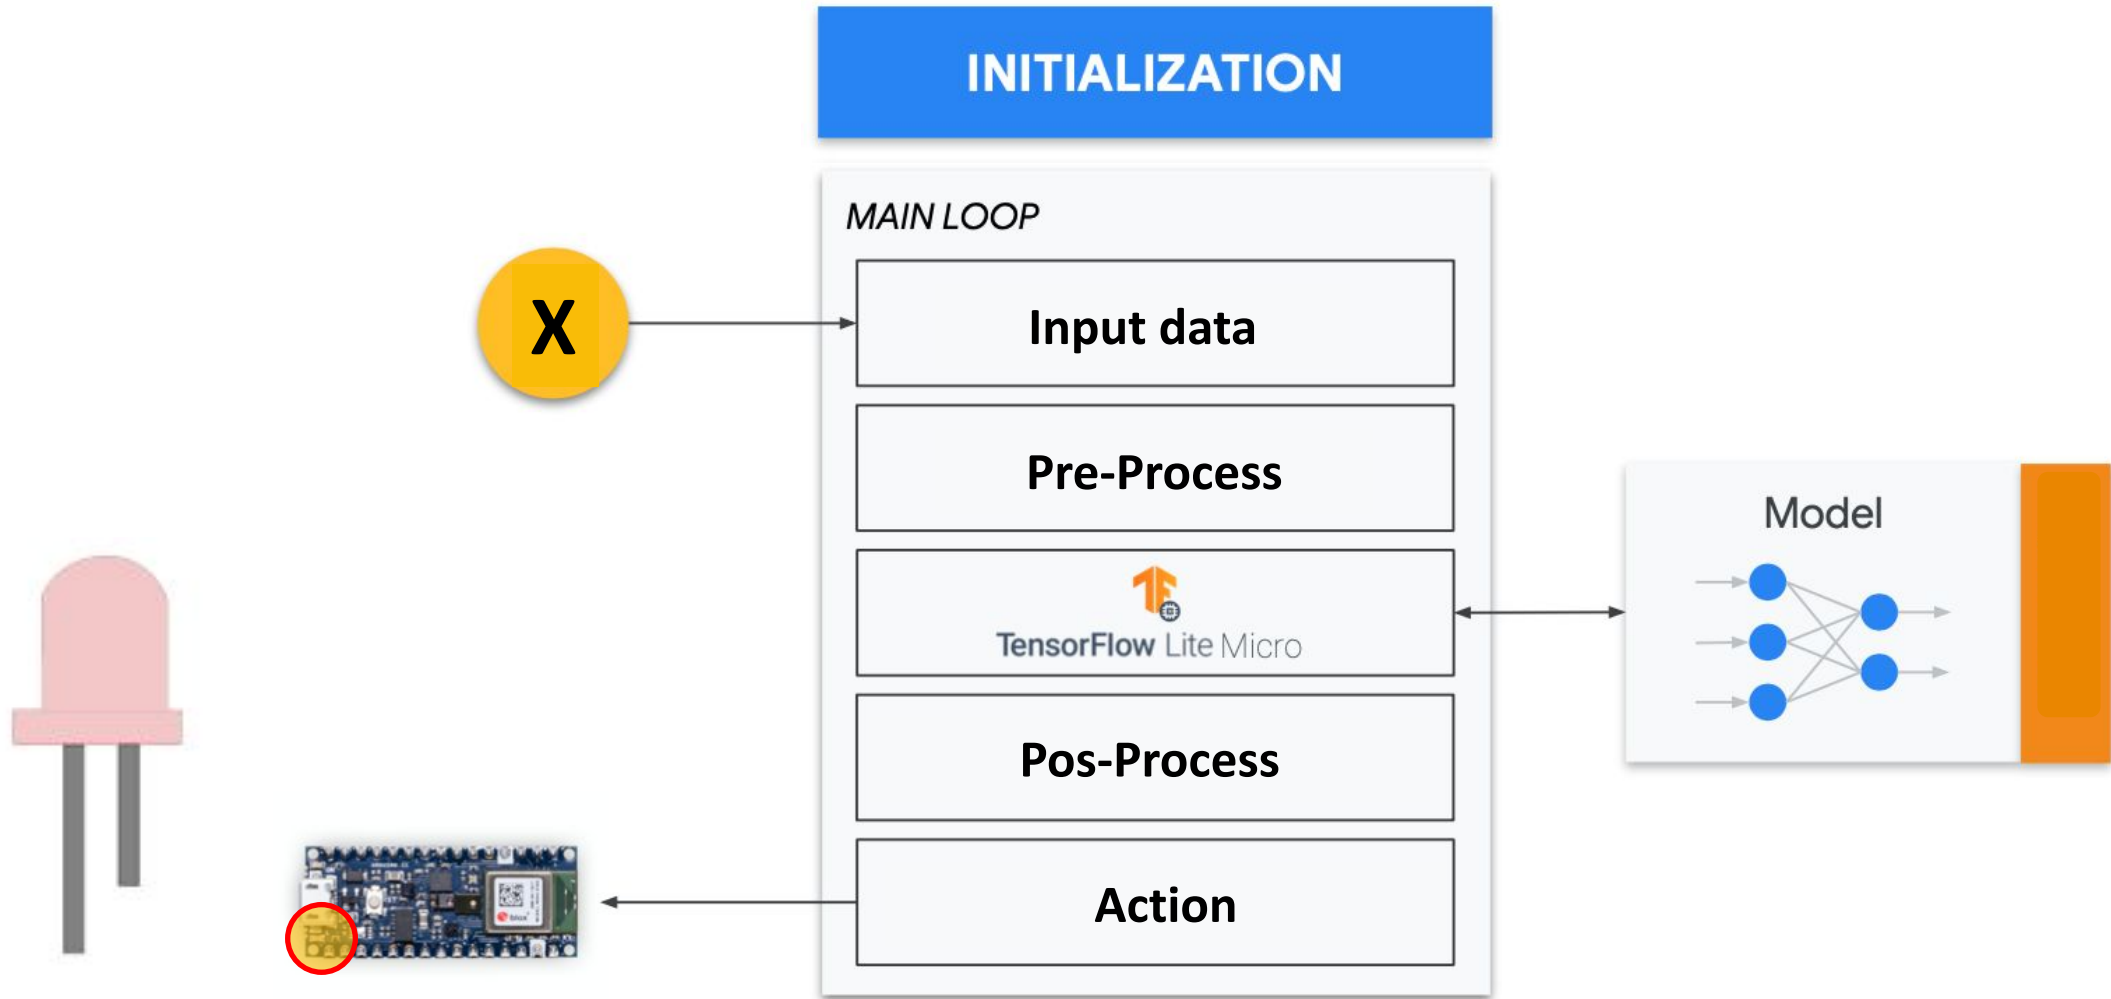 INITIALIZATION
MAIN LOOP
X
Input data
Pre-Process
Model
TensorFlow Lite Micro
Pos-Process
Action